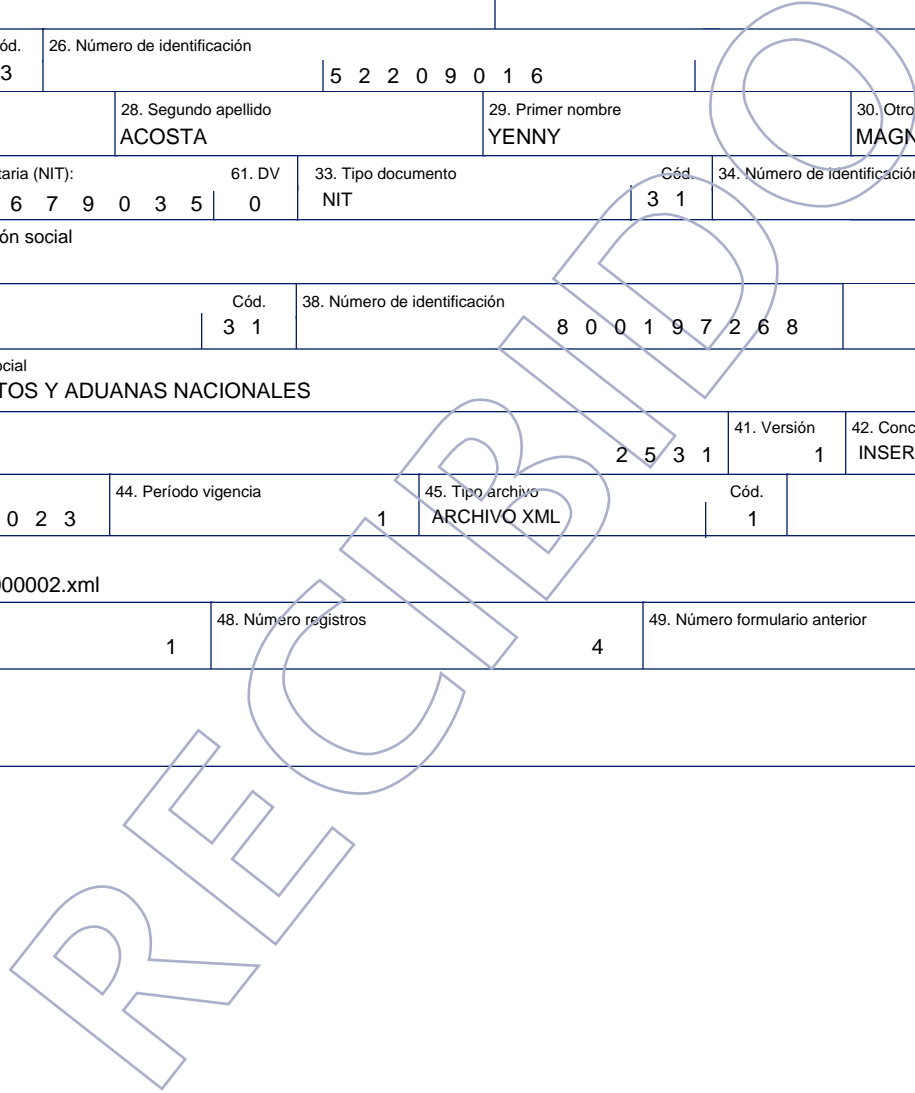 ód. 26. Número de identificación
3 5 2 2 0 9 0 1 6
28. Segundo apellido 29. Primer nombre 30. Otro
ACOSTA YENNY MAGN
taria (NIT): 61. DV 33. Tipo documento Cód. 34. Número de identificación
6 7 9 0 3 5 0 NIT 3 1
ón social
Cód. 38. Número de identificación
3 1 8 0 0 1 9 7 2 6 8
ocial
TOS Y ADUANAS NACIONALES
41. Versión 42. Conc
2 5 3 1 1 INSER
44. Período vigencia 45. Tipo archivo Cód.
0 2 3 1 ARCHIVO XML 1
000002.xml
48. Número registros 49. Número formulario anterior
1 4
RECIBIDO